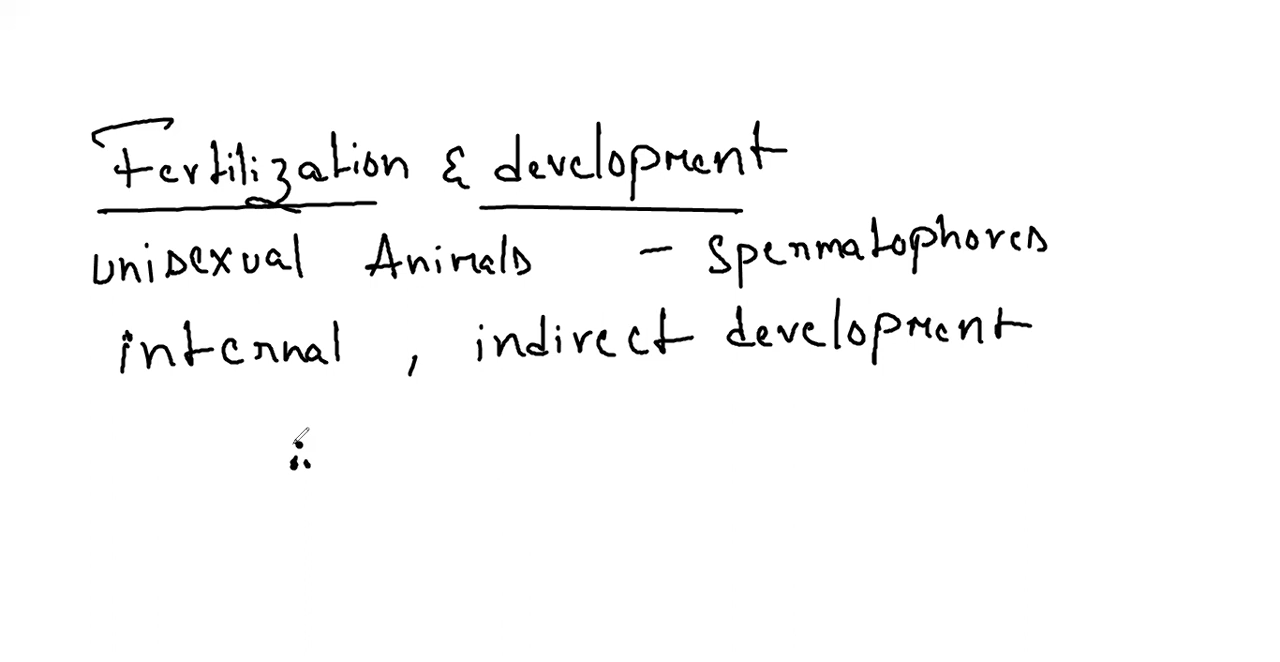 Fertilization & development
unisexual Animals - spermatophores
internal , indirect development
∴